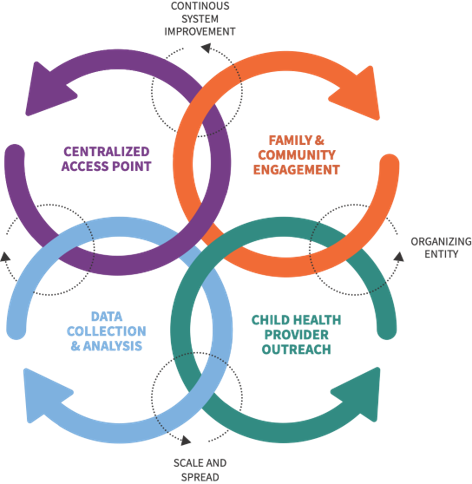 CONTINOUS
SYSTEM
IMPROVEMENT
CENTRALIZED
ACCESS POINT
FAMILY &
COMMUNITY
ENGAGEMENT
ORGANIZING
ENTITY
DATA
COLLECTION
& ANALYSIS
CHILD HEALTH
PROVIDER
OUTREACH
SCALE AND
SPREAD